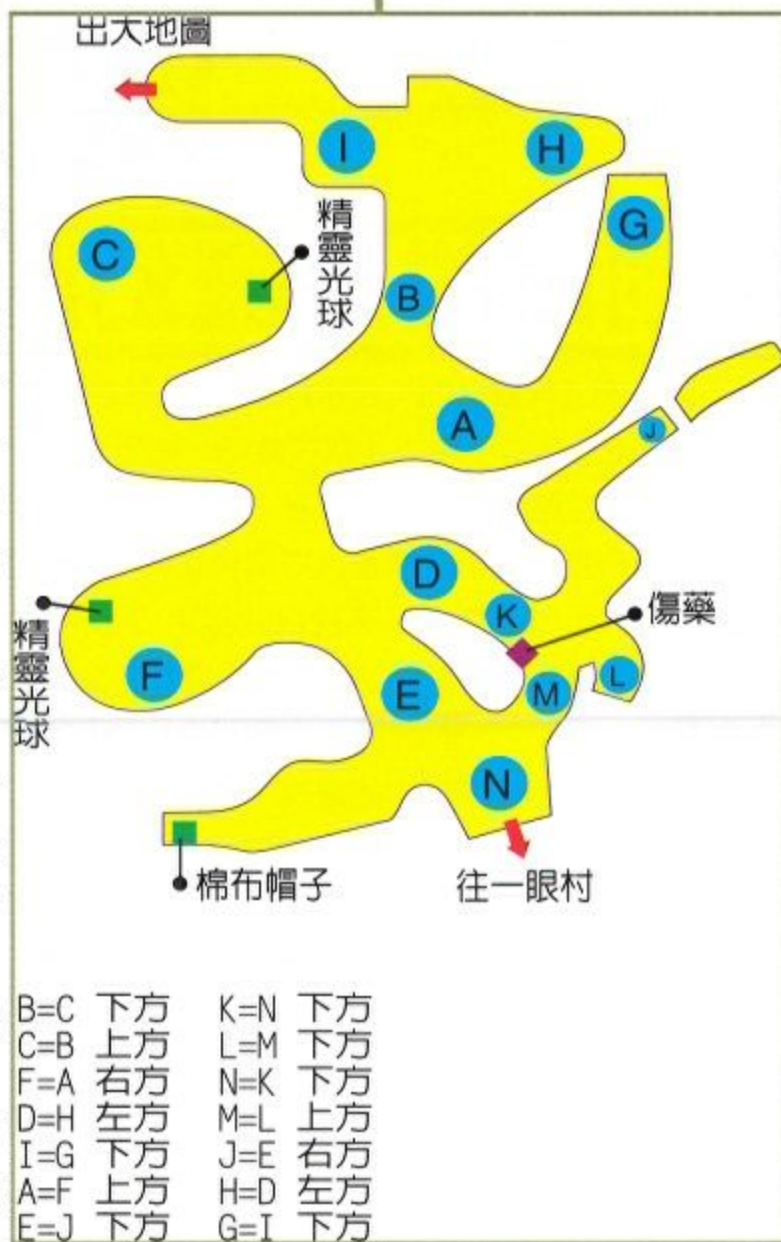 出大地圖
I
H
G
C
精靈光球
B
A
J
D
K
傷藥
精靈光球
F
E
M
L
N
棉布帽子
往一眼村
B=C 下方 K=N 下方
C=B 上方 L=M 下方
F=A 右方 N=K 下方
D=H 左方 M=L 上方
I=G 下方 J=E 右方
A=F 上方 H=D 左方
E=J 下方 G=I 下方